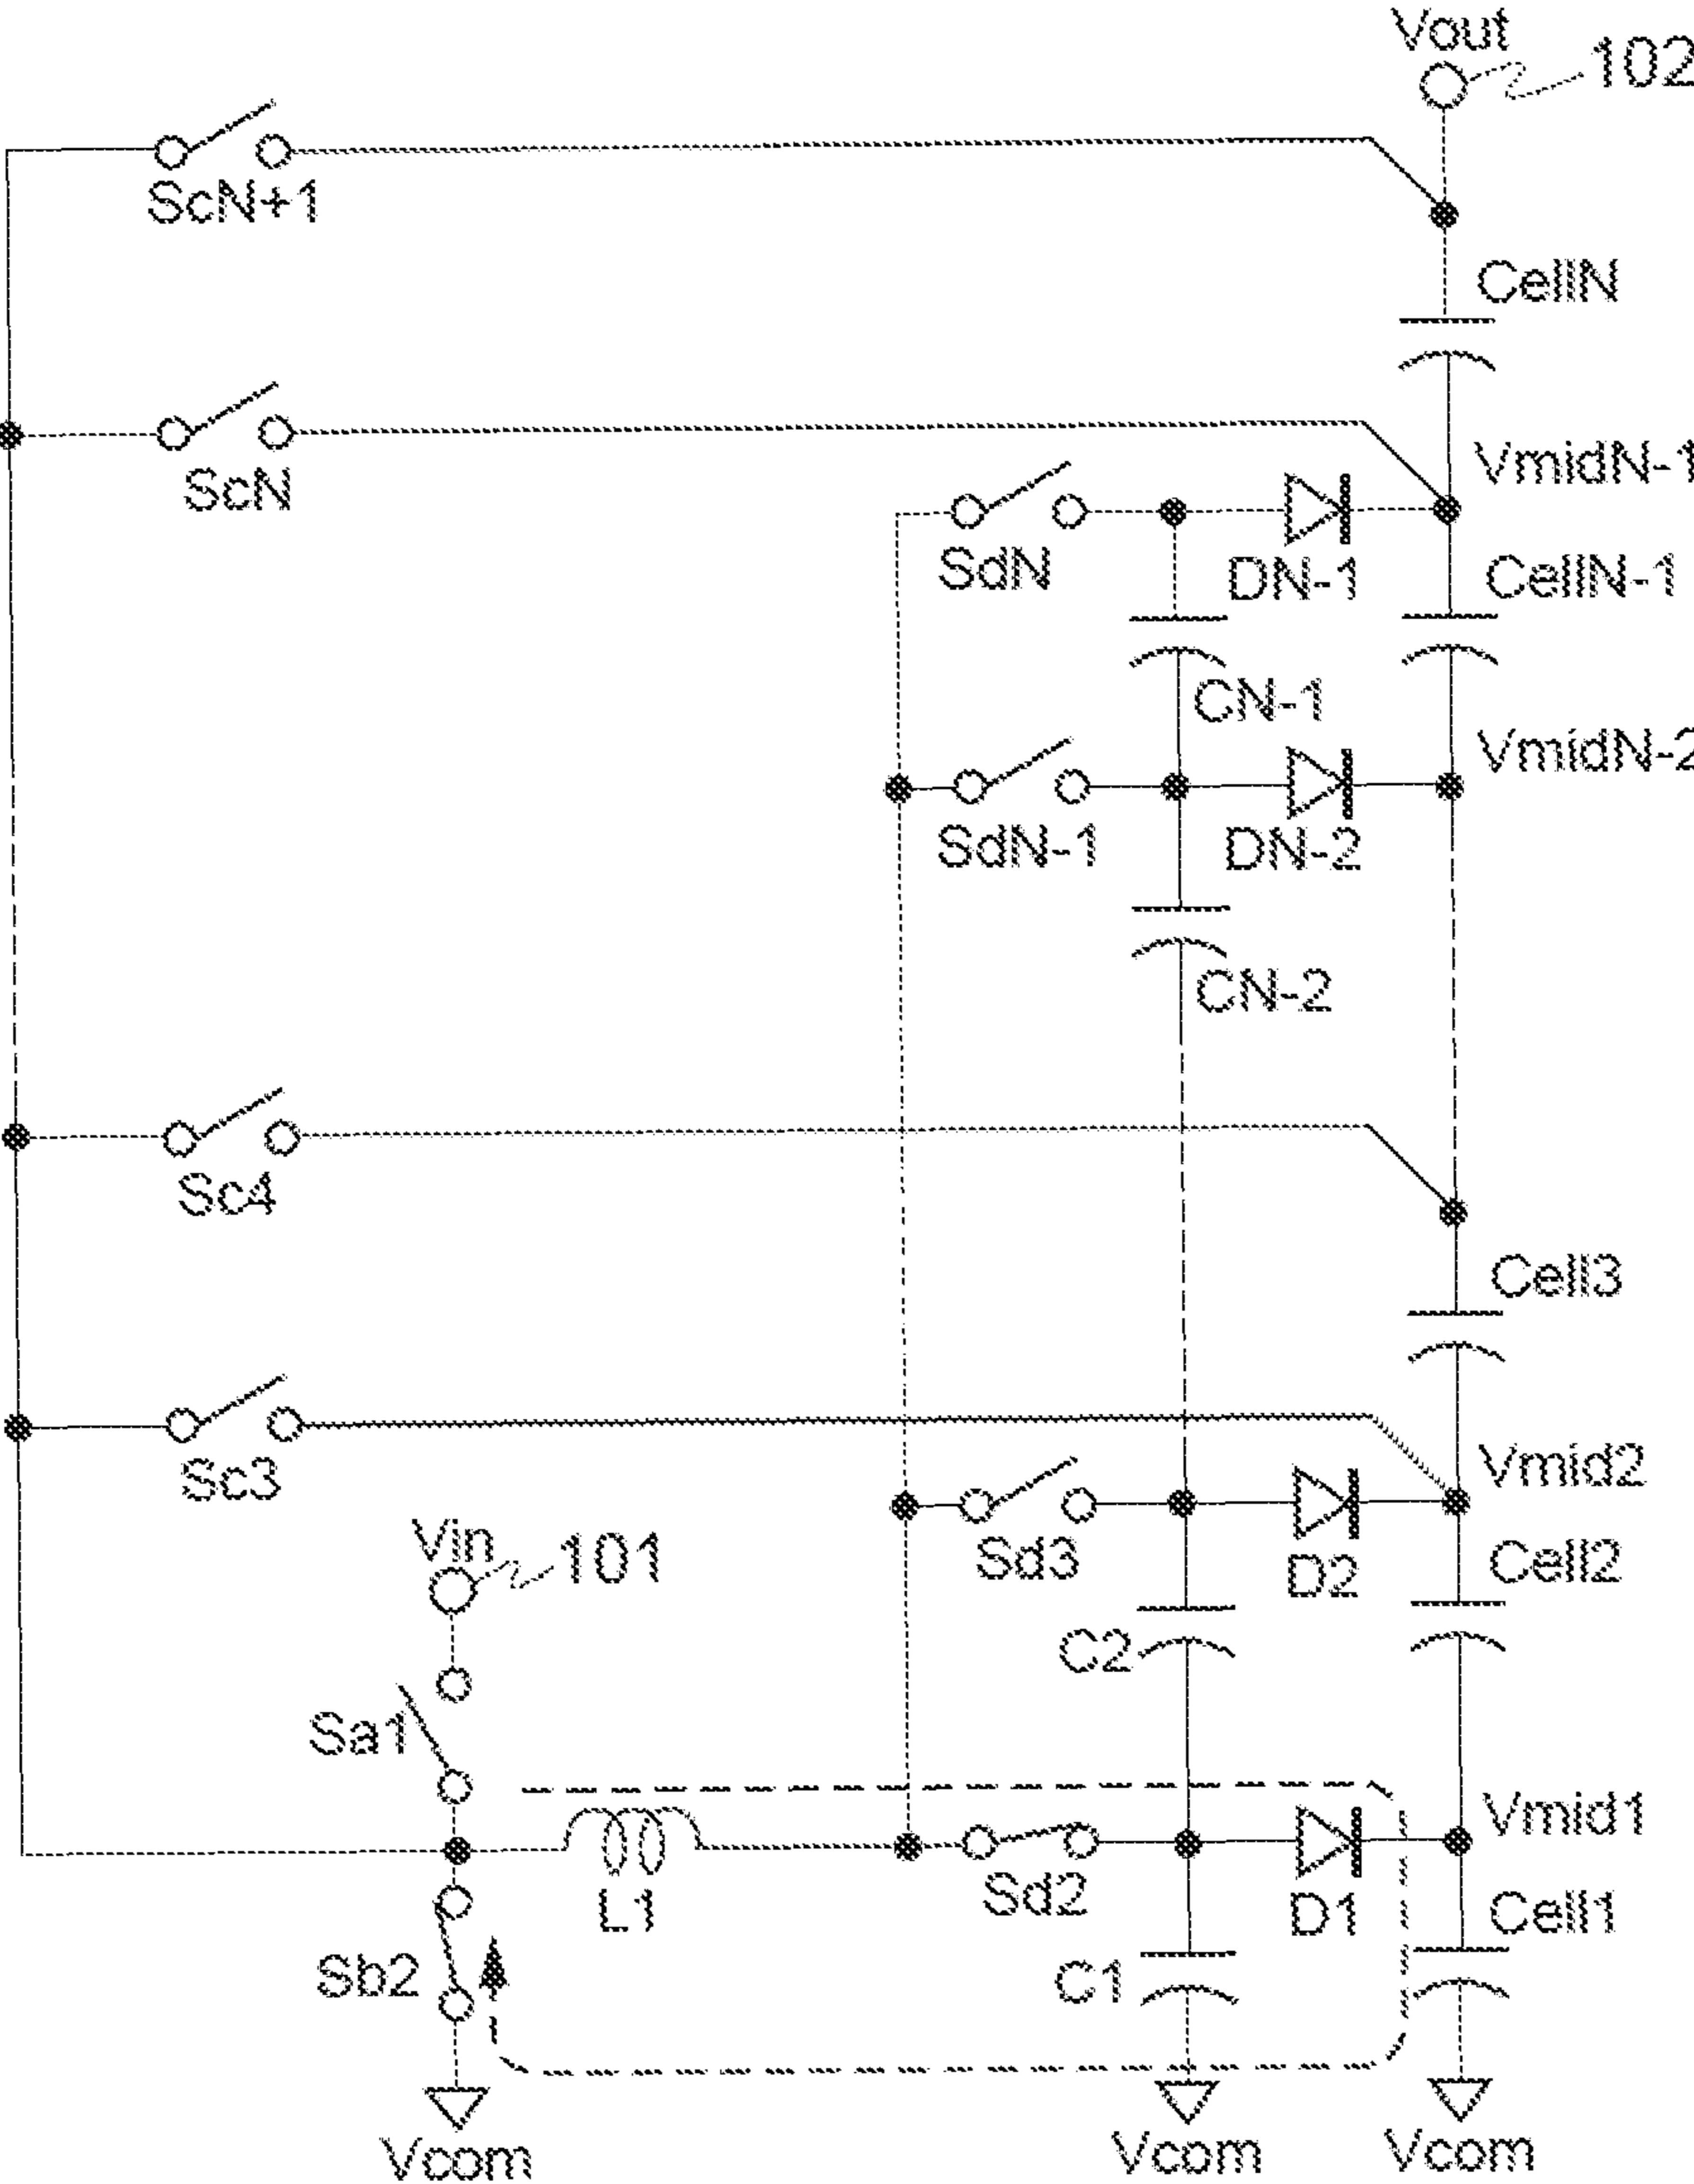 Vout
102
ScN+1
CellN
ScN
VmidN-1
SdN
DN-1
CellN-1
CN-1
VmidN-2
SdN-1
DN-2
CN-2
Sc4
Cell3
Sc3
Vmid2
Vin
101
Sd3
D2
Cell2
C2
Sa1
Vmid1
L1
Sd2
D1
Cell1
Sb2
C1
Vcom
Vcom
Vcom